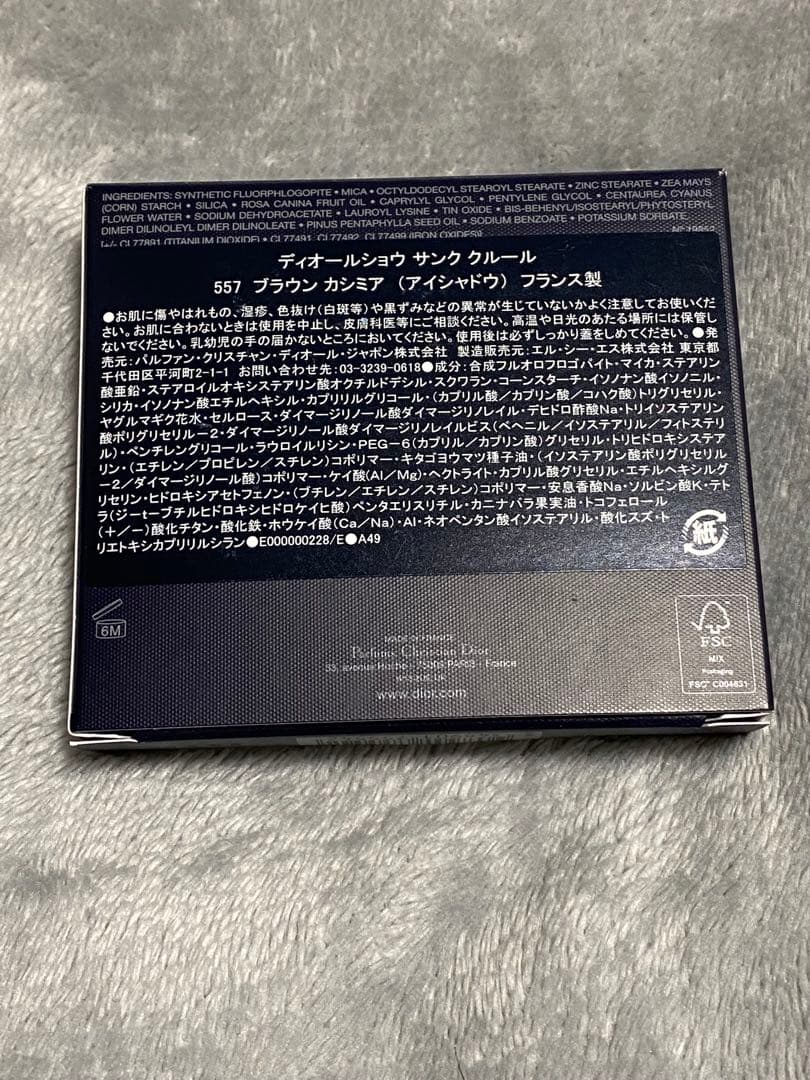 INGREDIENTS: SYNTHETIC FLUORPHLOGOPITE • MICA • OCTYLDODECYL STEAROYL STEARATE • ZINC STEARATE • ZEA MAYS
(CORN) STARCH • SILICA • ROSA CANINA FRUIT OIL • CAPRYLYL GLYCOL • PENTYLENE GLYCOL • CENTAUREA CYANUS
FLOWER WATER • SODIUM DEHYDROACETATE • LAUROYL LYSINE • TIN OXIDE • BIS-BEHENYL/ISOSTEARYL/PHYTOSTERYL
DIMER DILINOLEYL DIMER DILINOLEATE • PINUS PENTAPHYLLA SEED OIL • SODIUM BENZOATE • POTASSIUM SORBATE
[+/- CI 77891 (TITANIUM DIOXIDE) • CI 77491, CI 77492, CI 77499 (IRON OXIDES)]
ディオールショウ サンク クルール
557 ブラウン カシミア (アイシャドウ) フランス製
●お肌に傷やはれもの、湿疹、色抜け(白斑等)や黒ずみなどの異常が生じていないかよく注意してお使いくだ
さい。お肌に合わないときは使用を中止し、皮膚科医等にご相談ください。高温や日光のあたる場所には保管し
ないでください。乳幼児の手の届かないところにおいてください。使用後は必ずしっかり蓋をしめてください。●発
売元:パルファン・クリスチャン・ディオール・ジャポン株式会社 製造販売元:エル・シー・エス株式会社 東京都
千代田区平河町2-1-1 お問い合わせ先:03-3239-0618●成分:合成フルオロフロゴパイト・マイカ・ステアリン
酸亜鉛・ステアロイルオキシステアリン酸オクチルドデシル・スクワラン・コーンスターチ・イソノナン酸イソノニル・
シリカ・イソノナン酸エチルヘキシル・カプリリルグリコール・(カプリル酸/カプリン酸/コハク酸)トリグリセリル・
ヤグルマギク花水・セルロース・ダイマージリノール酸ダイマージリノレイル・デヒドロ酢酸Na・トリイソステアリン
酸ポリグリセリル-2・ダイマージリノール酸ダイマージリノレイルビス(ベヘニル/イソステアリル/フィトステリ
ル)・ペンチレングリコール・ラウロイルリシン・PEG-6(カプリル/カプリン酸)グリセリル・トリヒドロキシステア
リン・(エチレン/プロピレン/スチレン)コポリマー・キタゴヨウマツ種子油・(イソステアリン酸ポリグリセリル
-2/ダイマージリノール酸)コポリマー・ケイ酸(Al/Mg)・ヘクトライト・カプリル酸グリセリル・エチルヘキシルグ
リセリン・ヒドロキシアセトフェノン・(ブチレン/エチレン/スチレン)コポリマー・安息香酸Na・ソルビン酸K・テト
ラ(ジーtーブチルヒドロキシヒドロケイヒ酸)ペンタエリスリチル・カニナバラ果実油・トコフェロール
(+/-)酸化チタン・酸化鉄・ホウケイ酸(Ca/Na)・Al・ネオペンタン酸イソステアリル・酸化スズ・ト
リエトキシカプリリルシラン●E000000228/E●A49
紙
6M
MADE IN FRANCE
Parfums Christian Dior
33, avenue Hoche - 75008 PARIS - France
www.dior.com
FSC
MIX
Packaging
FSC™ C004631